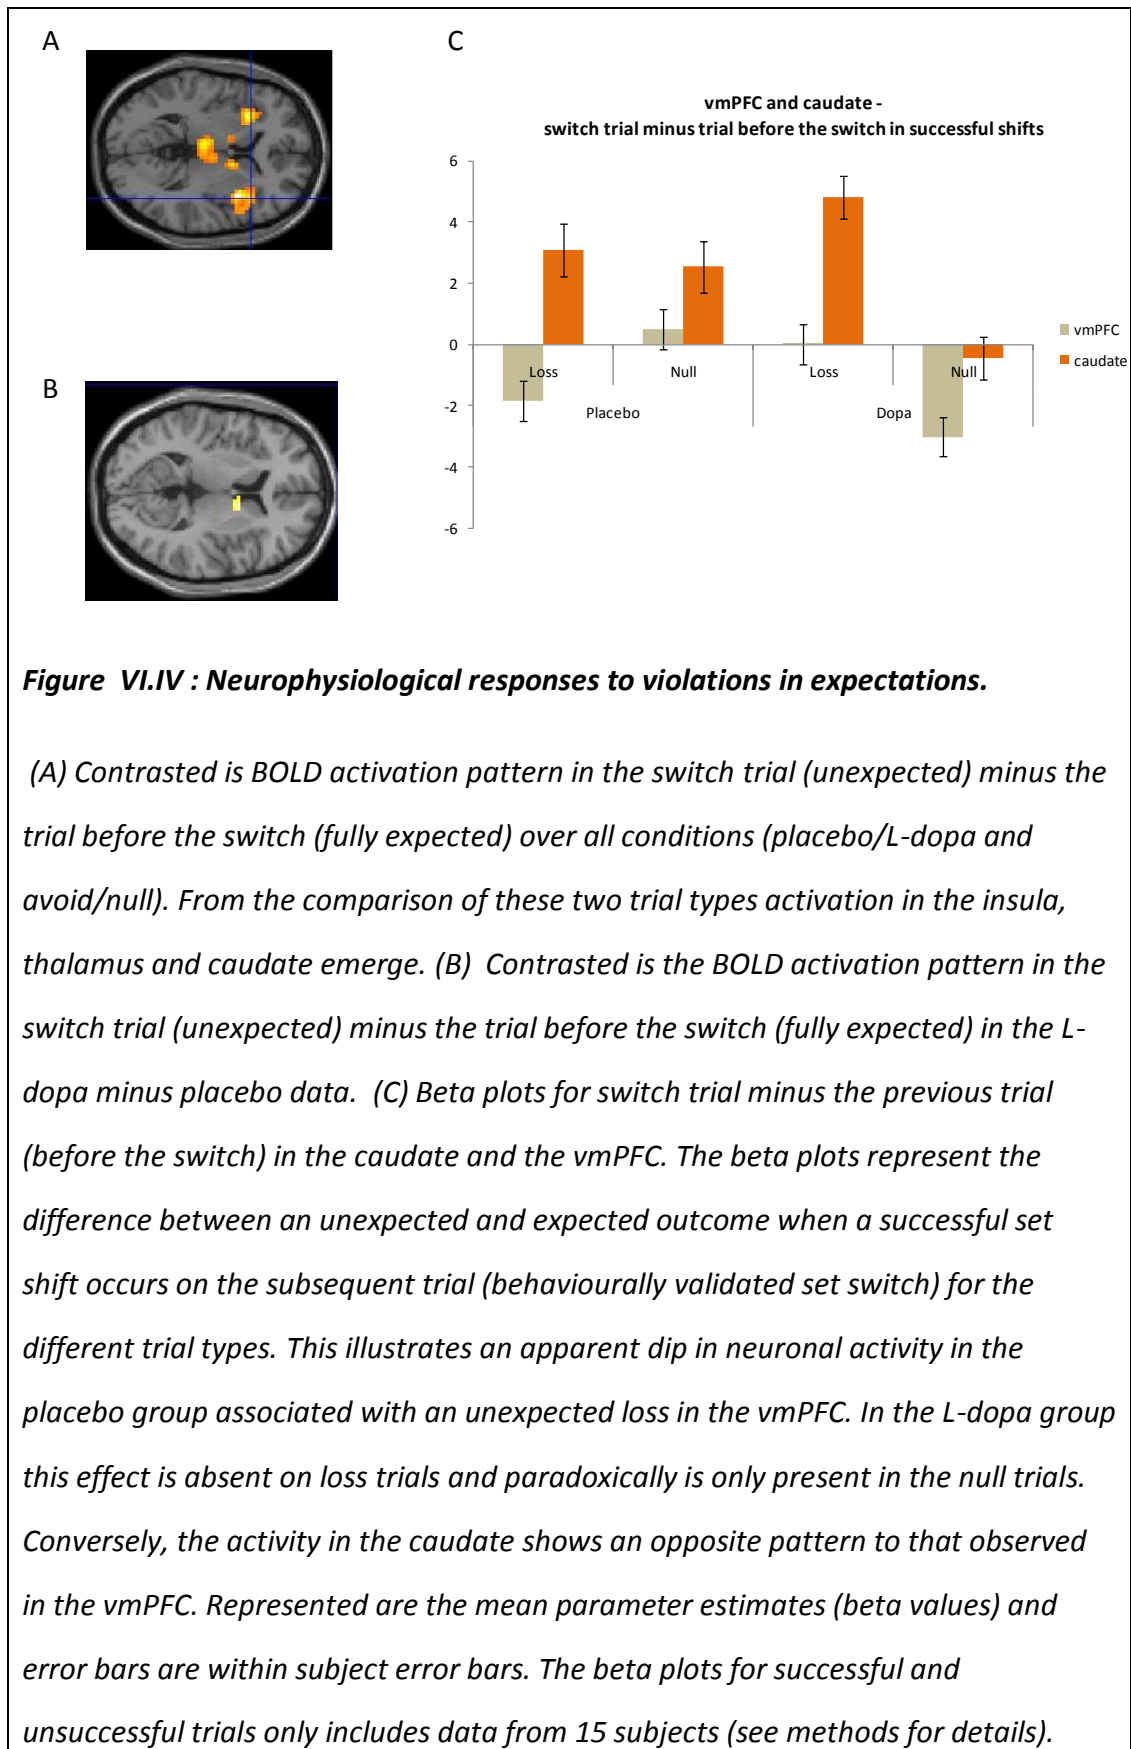 A
C
vmPFC and caudate -
switch trial minus trial before the switch in successful shifts
6
4
2
0
-2
-4
-6
Loss
Null
Loss
Null
Placebo
Dopa
vmPFC
caudate
B
Figure VI.IV : Neurophysiological responses to violations in expectations.
(A) Contrasted is BOLD activation pattern in the switch trial (unexpected) minus the
trial before the switch (fully expected) over all conditions (placebo/L-dopa and
avoid/null). From the comparison of these two trial types activation in the insula,
thalamus and caudate emerge. (B) Contrasted is the BOLD activation pattern in the
switch trial (unexpected) minus the trial before the switch (fully expected) in the L-
dopa minus placebo data. (C) Beta plots for switch trial minus the previous trial
(before the switch) in the caudate and the vmPFC. The beta plots represent the
difference between an unexpected and expected outcome when a successful set
shift occurs on the subsequent trial (behaviourally validated set switch) for the
different trial types. This illustrates an apparent dip in neuronal activity in the
placebo group associated with an unexpected loss in the vmPFC. In the L-dopa group
this effect is absent on loss trials and paradoxically is only present in the null trials.
Conversely, the activity in the caudate shows an opposite pattern to that observed
in the vmPFC. Represented are the mean parameter estimates (beta values) and
error bars are within subject error bars. The beta plots for successful and
unsuccessful trials only includes data from 15 subjects (see methods for details).